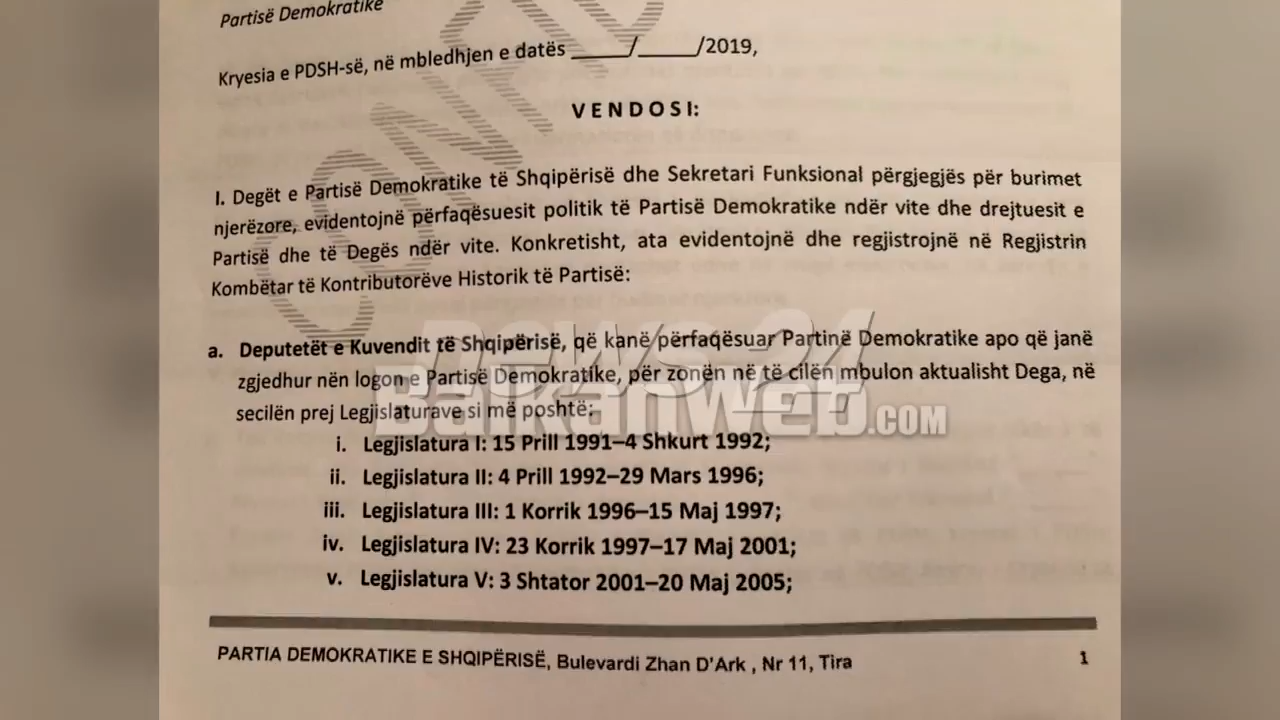 Partisë Demokratike
Kryesia e PDSH-së, në mbledhjen e datës _____/_____/2019,
V E N D O S I:
I. Degët e Partisë Demokratike të Shqipërisë dhe Sekretari Funksional përgjegjës për burimet
njerëzore, evidentojnë përfaqësuesit politik të Partisë Demokratike ndër vite dhe drejtuesit e
Partisë dhe të Degës ndër vite. Konkretisht, ata evidentojnë dhe regjistrojnë në Regjistrin
Kombëtar të Kontributorëve Historik të Partisë:
a. Deputetët e Kuvendit të Shqipërisë, që kanë përfaqësuar Partinë Demokratike apo që janë
zgjedhur nën logon e Partisë Demokratike, për zonën në të cilën mbulon aktualisht Dega, në
secilën prej Legjislaturave si më poshtë:
i. Legjislatura I: 15 Prill 1991–4 Shkurt 1992;
ii. Legjislatura II: 4 Prill 1992–29 Mars 1996;
iii. Legjislatura III: 1 Korrik 1996–15 Maj 1997;
iv. Legjislatura IV: 23 Korrik 1997–17 Maj 2001;
v. Legjislatura V: 3 Shtator 2001–20 Maj 2005;
news 24
Balkanweb.COM
PARTIA DEMOKRATIKE E SHQIPËRISË, Bulevardi Zhan D'Ark , Nr 11, Tira
1